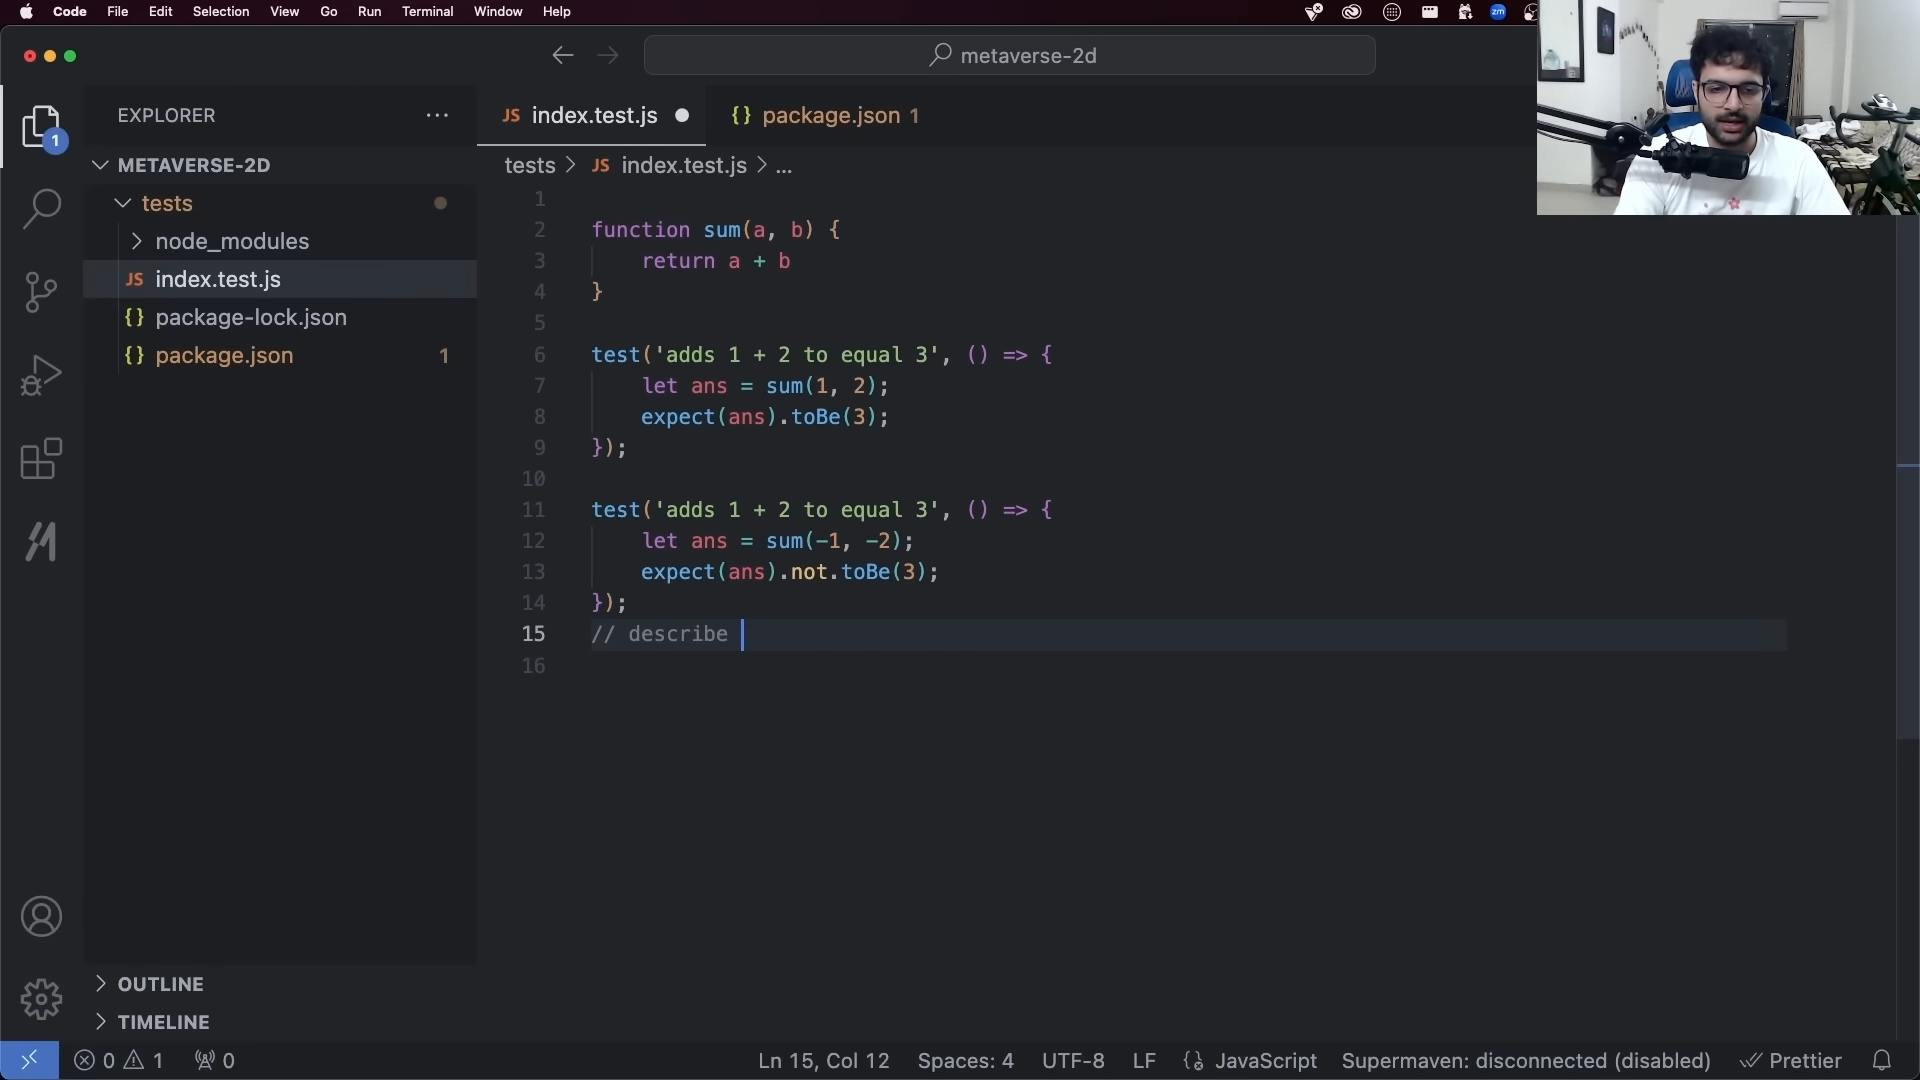 Code File Edit Selection View Go Run Terminal Window Help zm
metaverse-2d
EXPLORER ...
JS index.test.js
{} package.json 1
1
METAVERSE-2D
tests > JS index.test.js > ...
tests
node_modules
JS index.test.js
{} package-lock.json
{} package.json 1
1
2 function sum(a, b) {
3 return a + b
4 }
5
6 test('adds 1 + 2 to equal 3', () => {
7 let ans = sum(1, 2);
8 expect(ans).toBe(3);
9 });
10
11 test('adds 1 + 2 to equal 3', () => {
12 let ans = sum(-1, -2);
13 expect(ans).not.toBe(3);
14 });
15 // describe
16
OUTLINE
TIMELINE
0 1 0 Ln 15, Col 12 Spaces: 4 UTF-8 LF JavaScript Supermaven: disconnected (disabled) Prettier